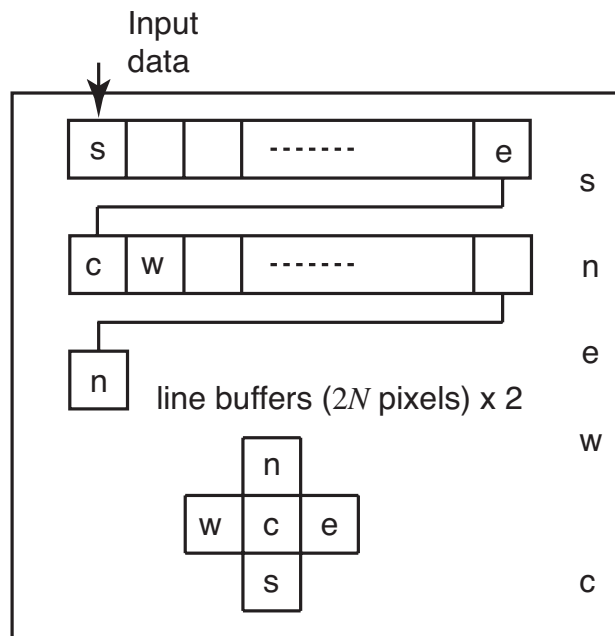 Input
data
s
e
s
c w
n
n
e
line buffers (2N pixels) x 2
w
n
w c e
s
c